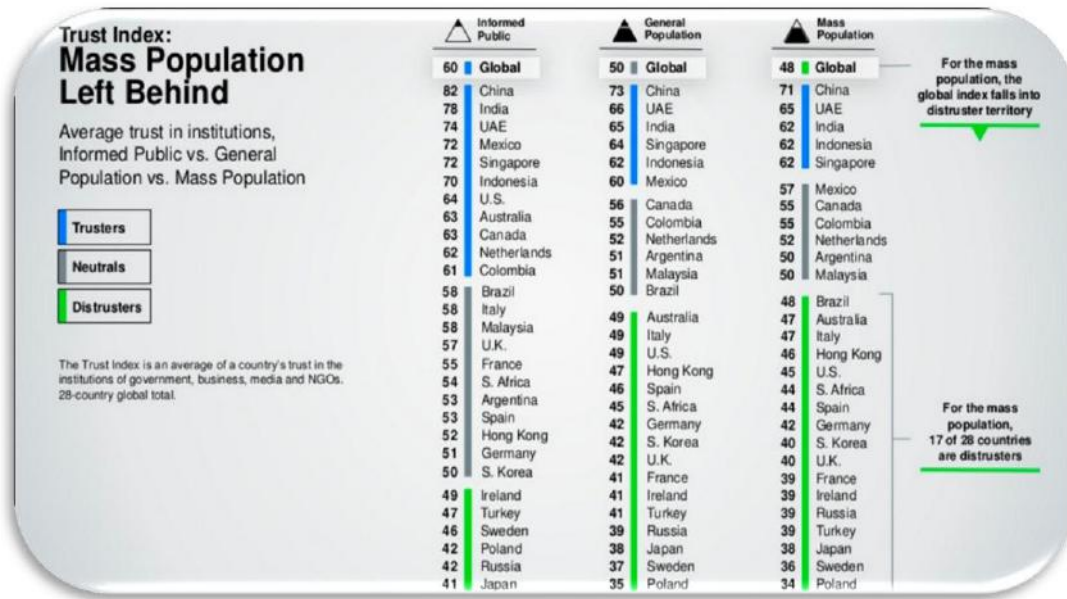 Trust Index:
Mass Population
Left Behind
Average trust in institutions,
Informed Public vs. General
Population vs. Mass Population
Trusters
Neutrals
Distrusters
The Trust Index is an average of a country's trust in the
institutions of government, business, media and NGOs.
28-country global total.
Informed
Public
60 Global
82 China
78 India
74 UAE
72 Mexico
72 Singapore
70 Indonesia
64 U.S.
63 Australia
63 Canada
62 Netherlands
61 Colombia
58 Brazil
58 Italy
58 Malaysia
57 U.K.
55 France
54 S. Africa
53 Argentina
53 Spain
52 Hong Kong
51 Germany
50 S. Korea
49 Ireland
47 Turkey
46 Sweden
42 Poland
42 Russia
41 Japan
General
Population
50 Global
73 China
66 UAE
65 India
64 Singapore
62 Indonesia
60 Mexico
56 Canada
55 Colombia
52 Netherlands
51 Argentina
51 Malaysia
50 Brazil
49 Australia
49 Italy
49 U.S.
47 Hong Kong
46 Spain
45 S. Africa
42 Germany
42 S. Korea
42 U.K.
41 France
41 Ireland
41 Turkey
39 Russia
38 Japan
37 Sweden
35 Poland
Mass
Population
48 Global
71 China
65 UAE
62 India
62 Indonesia
62 Singapore
57 Mexico
55 Canada
55 Colombia
52 Netherlands
50 Argentina
50 Malaysia
48 Brazil
47 Australia
47 Italy
46 Hong Kong
45 U.S.
44 S. Africa
44 Spain
42 Germany
40 S. Korea
40 U.K.
39 France
39 Ireland
39 Russia
39 Turkey
38 Japan
36 Sweden
34 Poland
For the mass
population, the
global index falls into
distruster territory
For the mass
population,
17 of 28 countries
are distrusters